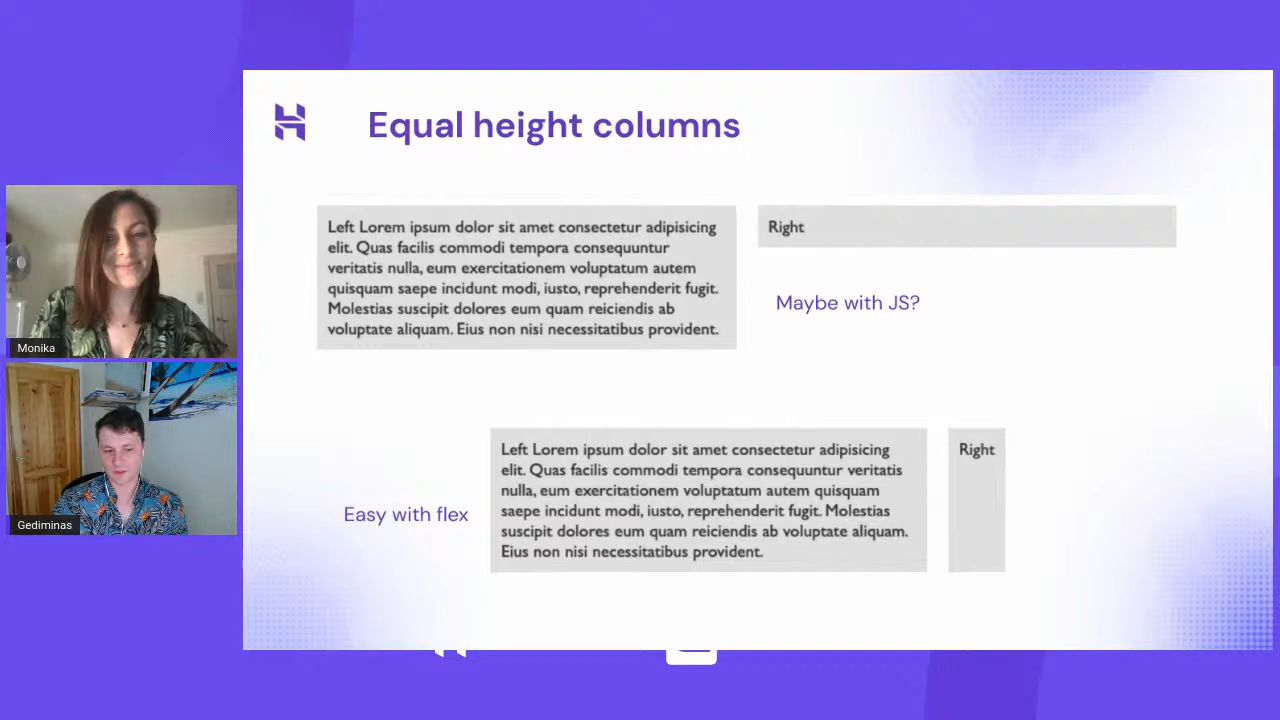 Equal height columns
Left Lorem ipsum dolor sit amet consectetur adipisicing
elit. Quas facilis commodi tempora consequuntur
veritatis nulla, eum exercitationem voluptatum autem
quisquam saepe incidunt modi, iusto, reprehenderit fugit.
Molestias suscipit dolores eum quam reiciendis ab
voluptate aliquam. Eius non nisi necessitatibus provident.
Right
Maybe with JS?
Monika
Easy with flex
Left Lorem ipsum dolor sit amet consectetur adipisicing
elit. Quas facilis commodi tempora consequuntur veritatis
nulla, eum exercitationem voluptatum autem quisquam
saepe incidunt modi, iusto, reprehenderit fugit. Molestias
suscipit dolores eum quam reiciendis ab voluptate aliquam.
Eius non nisi necessitatibus provident.
Right
Gediminas